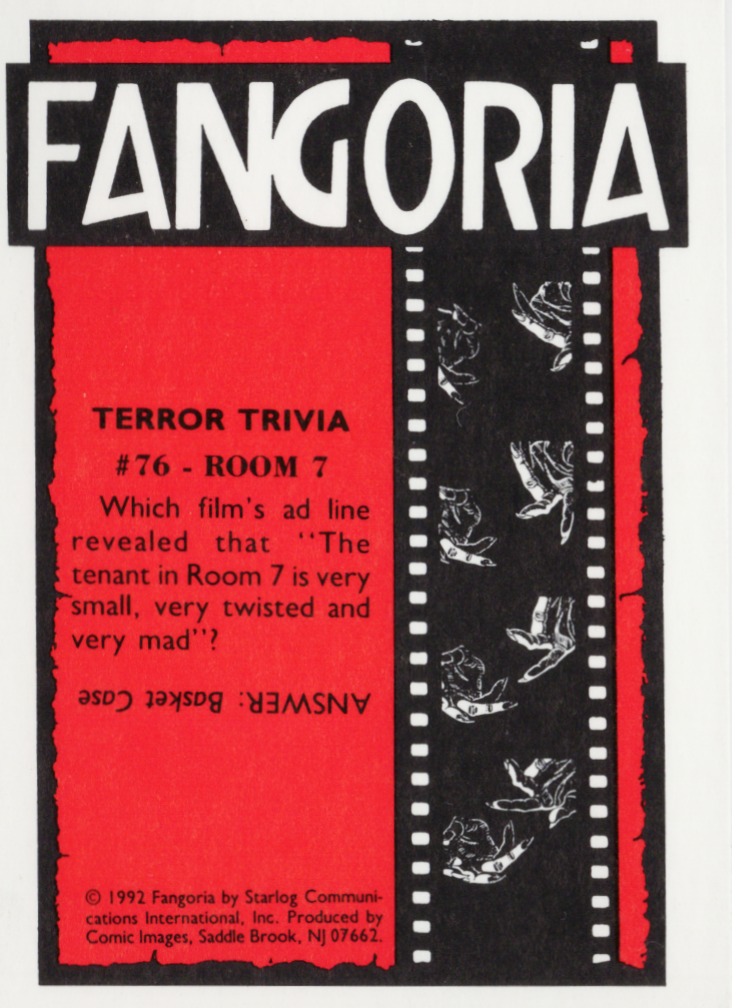 FANGORIA
TERROR TRIVIA
#76 - ROOM 7
Which film's ad line
revealed that "The
tenant in Room 7 is very
small, very twisted and
very mad"?
ANSWER: Basket Case
© 1992 Fangoria by Starlog Communi-
cations International, Inc. Produced by
Comic Images, Saddle Brook, NJ 07662.